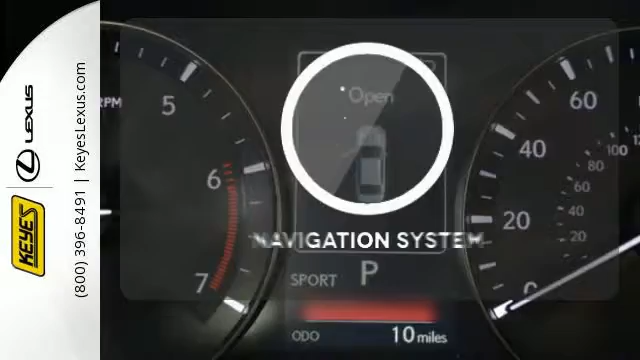 LEXUS
KEYES
(800) 396-8491 | KeyesLexus.com
RPM
5
6
7
Open
NAVIGATION SYSTEM
SPORT P
ODO 10 miles
60
40
20
0
100
80
60
40
20